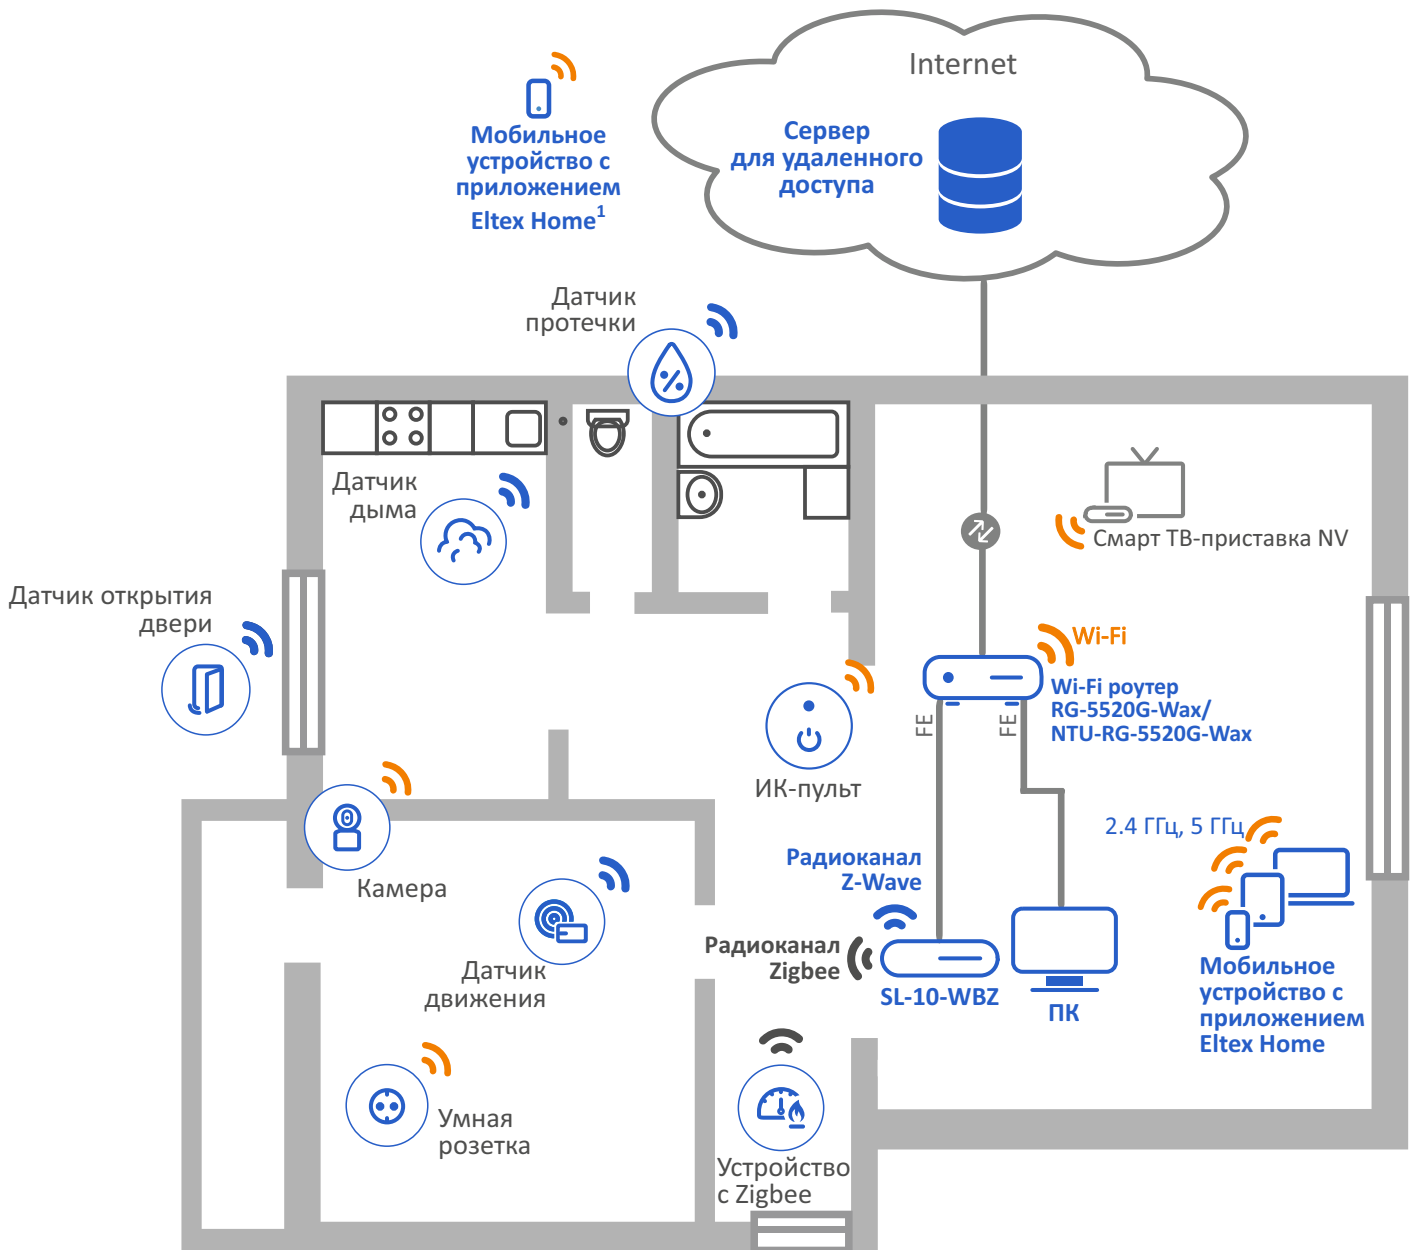 Internet
Мобильное
устройство с
приложением
Eltex Home¹
Сервер
для удаленного
доступа
Датчик
протечки
Датчик
дыма
Смарт ТВ-приставка NV
Датчик открытия
двери
Wi-Fi
Wi-Fi роутер
RG-5520G-Wax/
NTU-RG-5520G-Wax
FE
FE
ИК-пульт
2.4 ГГц, 5 ГГц
Камера
Радиоканал
Z-Wave
Радиоканал
Zigbee
Датчик
движения
SL-10-WBZ
ПК
Мобильное
устройство с
приложением
Eltex Home
Умная
розетка
Устройство
с Zigbee